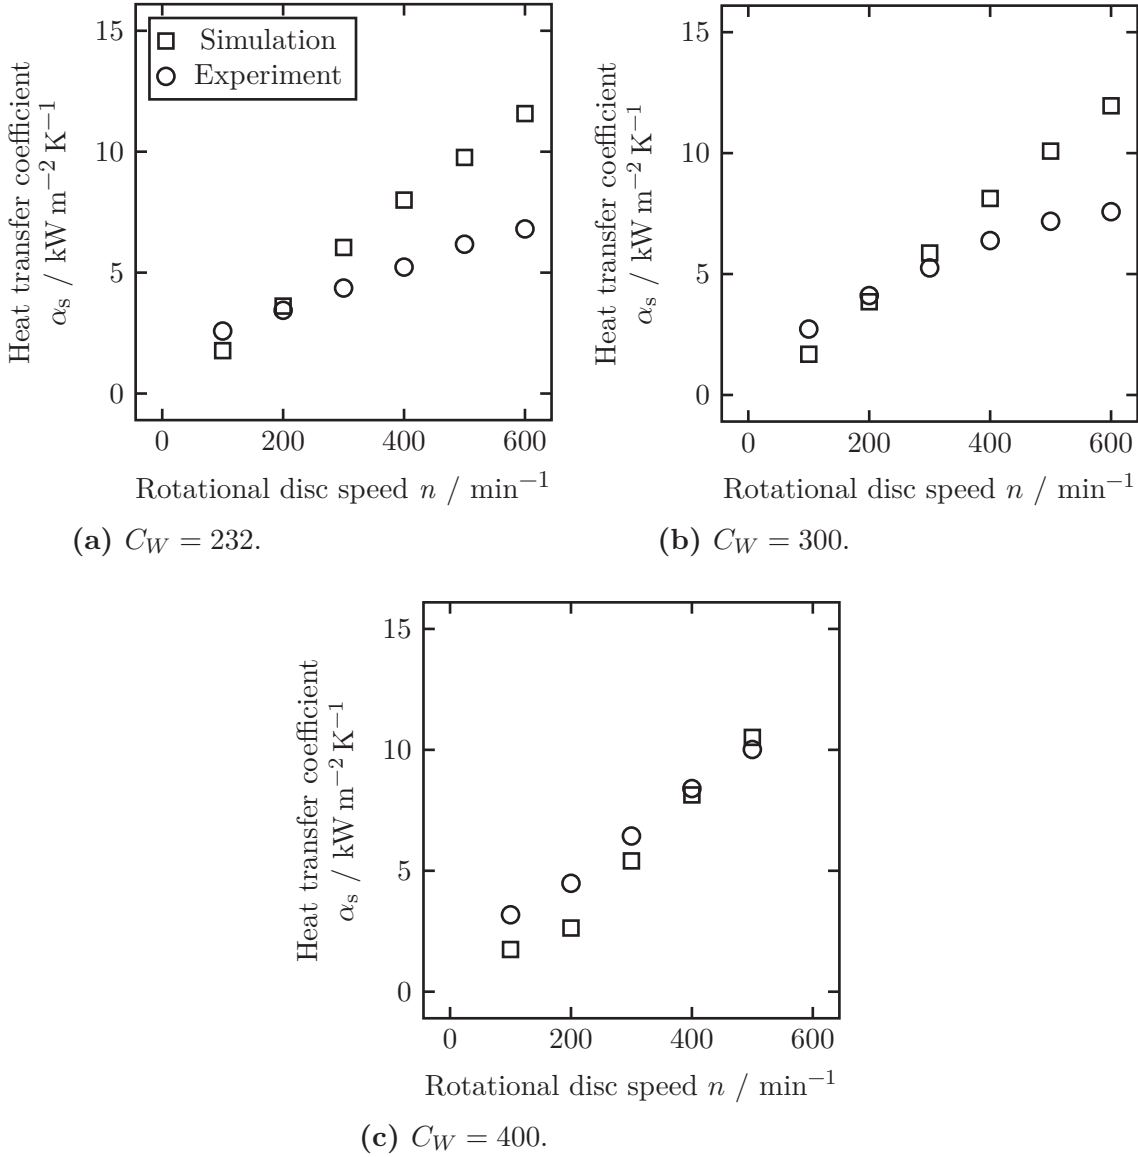 15
10
5
0
Heat transfer coefficient
αₛ / kW m⁻² K⁻¹
Simulation
Experiment
0 200 400 600
Rotational disc speed n / min⁻¹
(a) C_W = 232.
15
10
5
0
Heat transfer coefficient
αₛ / kW m⁻² K⁻¹
0 200 400 600
Rotational disc speed n / min⁻¹
(b) C_W = 300.
15
10
5
0
Heat transfer coefficient
αₛ / kW m⁻² K⁻¹
0 200 400 600
Rotational disc speed n / min⁻¹
(c) C_W = 400.